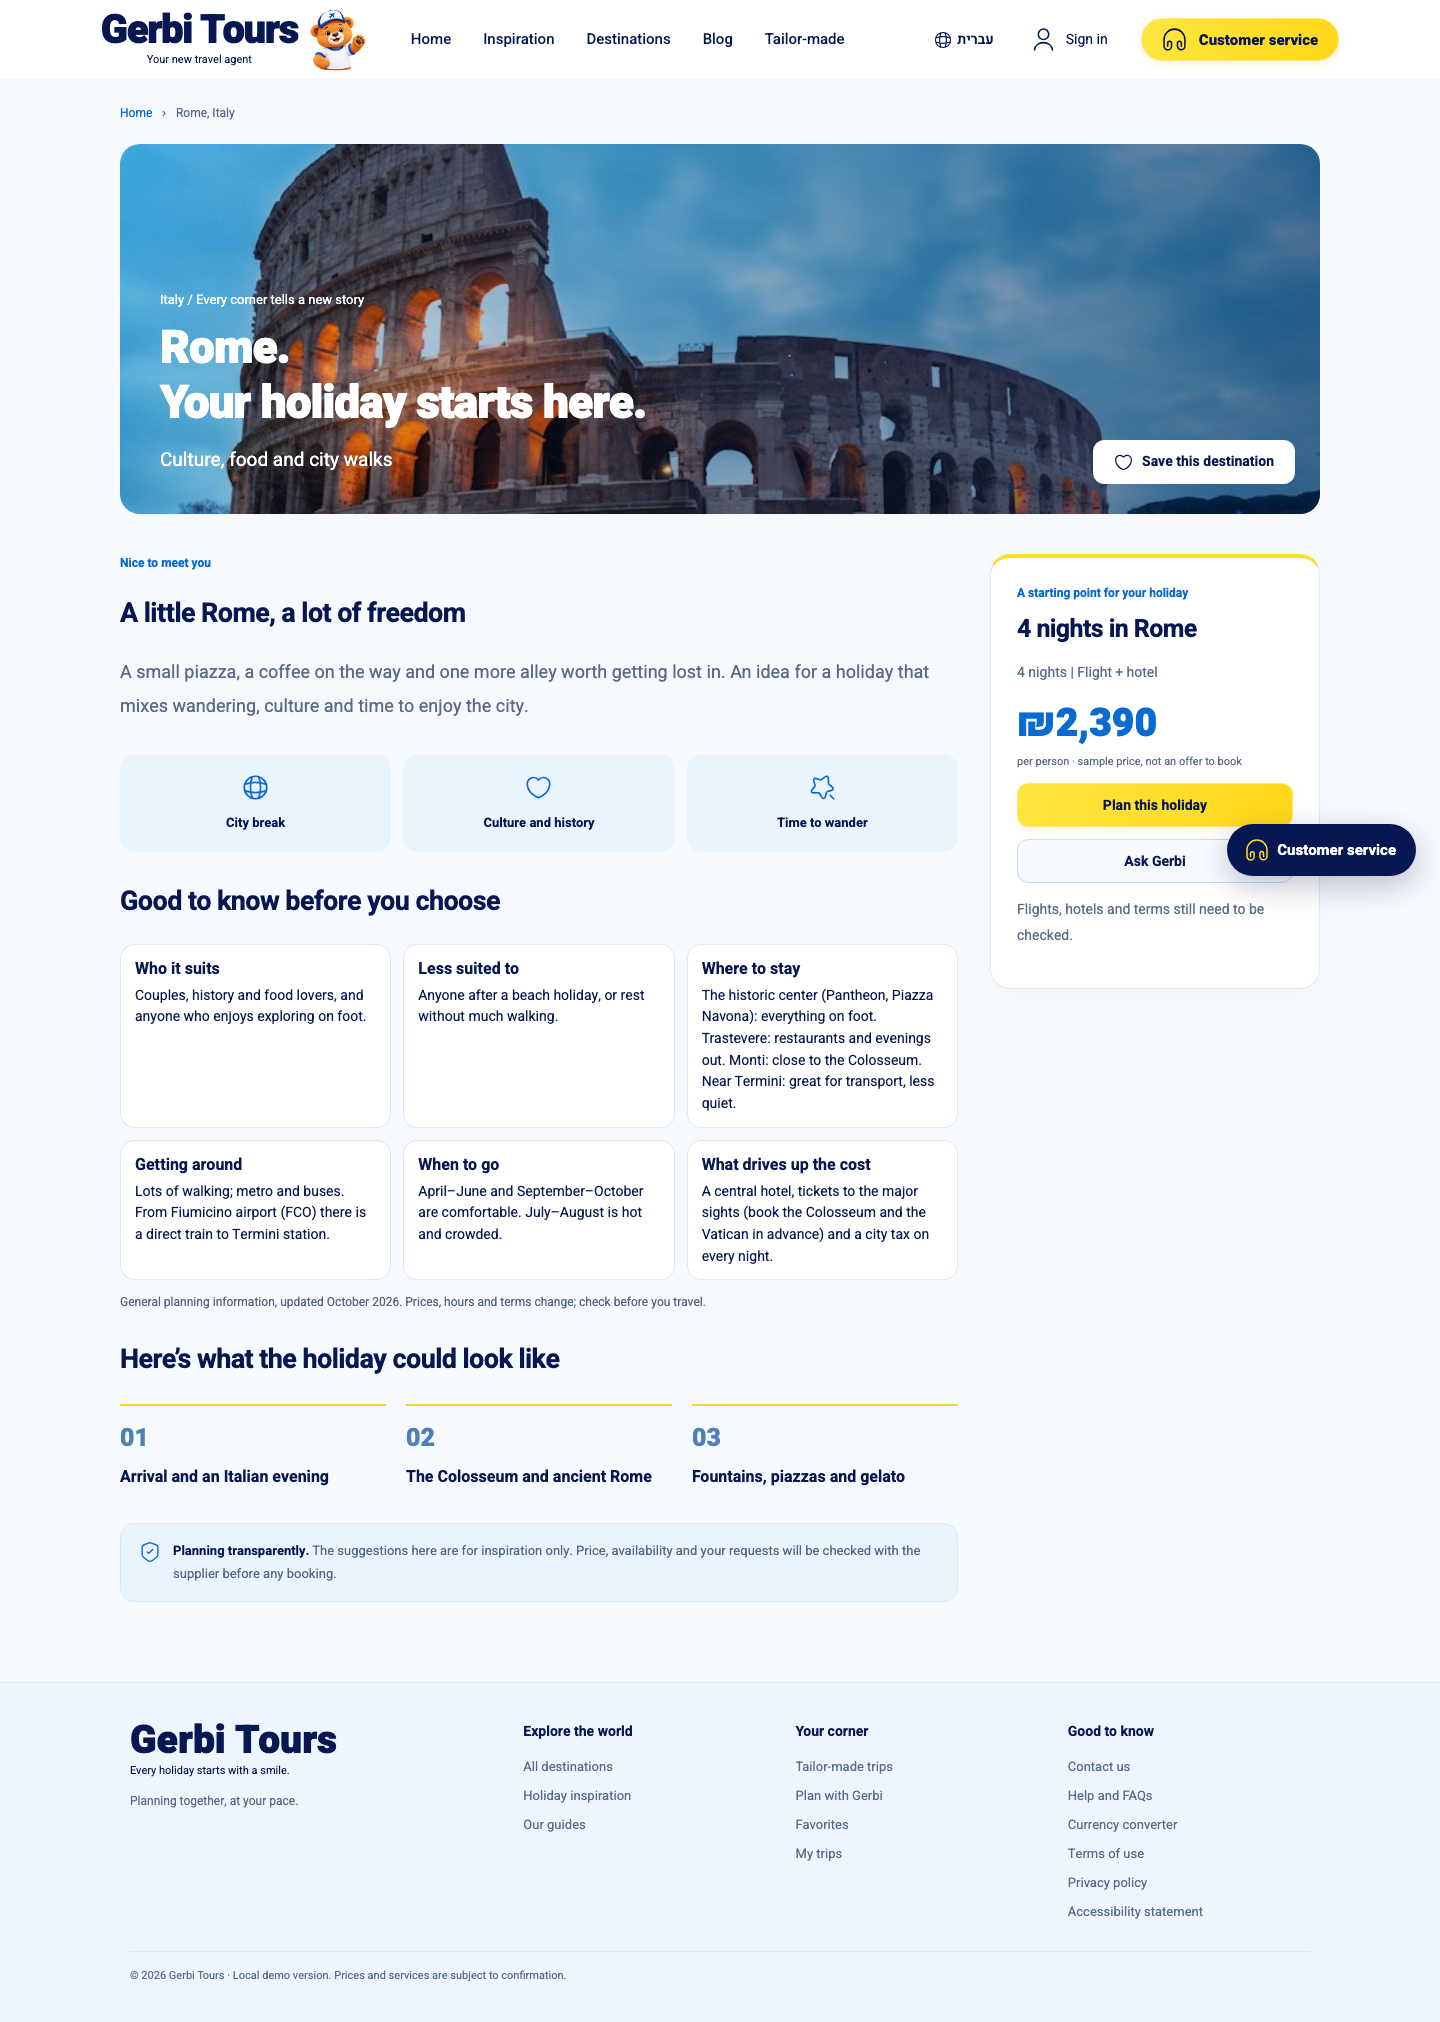 Gerbi Tours
Your new travel agent
Home
Inspiration
Destinations
Blog
Tailor-made
עברית
Sign in
Customer service
Home › Rome, Italy
Italy / Every corner tells a new story
Rome.
Your holiday starts here.
Culture, food and city walks
Save this destination
Nice to meet you
A little Rome, a lot of freedom
A small piazza, a coffee on the way and one more alley worth getting lost in. An idea for a holiday that
mixes wandering, culture and time to enjoy the city.
City break
Culture and history
Time to wander
A starting point for your holiday
4 nights in Rome
4 nights | Flight + hotel
₪2,390
per person · sample price, not an offer to book
Plan this holiday
Ask Gerbi
Customer service
Flights, hotels and terms still need to be
checked.
Good to know before you choose
Who it suits
Couples, history and food lovers, and
anyone who enjoys exploring on foot.
Less suited to
Anyone after a beach holiday, or rest
without much walking.
Where to stay
The historic center (Pantheon, Piazza
Navona): everything on foot.
Trastevere: restaurants and evenings
out. Monti: close to the Colosseum.
Near Termini: great for transport, less
quiet.
Getting around
Lots of walking; metro and buses.
From Fiumicino airport (FCO) there is
a direct train to Termini station.
When to go
April–June and September–October
are comfortable. July–August is hot
and crowded.
What drives up the cost
A central hotel, tickets to the major
sights (book the Colosseum and the
Vatican in advance) and a city tax on
every night.
General planning information, updated October 2026. Prices, hours and terms change; check before you travel.
Here’s what the holiday could look like
01
Arrival and an Italian evening
02
The Colosseum and ancient Rome
03
Fountains, piazzas and gelato
Planning transparently. The suggestions here are for inspiration only. Price, availability and your requests will be checked with the
supplier before any booking.
Gerbi Tours
Every holiday starts with a smile.
Planning together, at your pace.
Explore the world
All destinations
Holiday inspiration
Our guides
Your corner
Tailor-made trips
Plan with Gerbi
Favorites
My trips
Good to know
Contact us
Help and FAQs
Currency converter
Terms of use
Privacy policy
Accessibility statement
© 2026 Gerbi Tours · Local demo version. Prices and services are subject to confirmation.